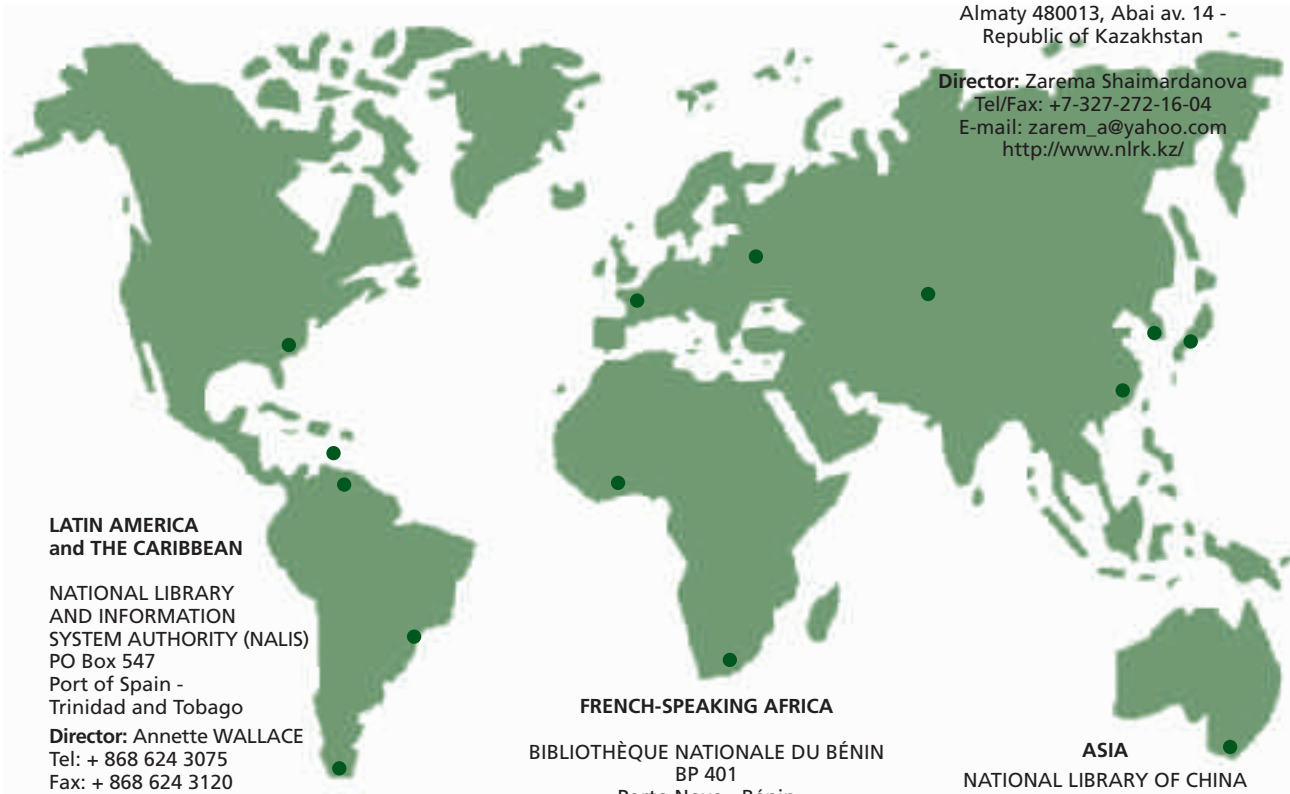 Almaty 480013, Abai av. 14 -
Republic of Kazakhstan
Director: Zarema Shaimardanova
Tel/Fax: +7-327-272-16-04
E-mail: zarem_a@yahoo.com
http://www.nlrk.kz/
LATIN AMERICA
and THE CARIBBEAN
NATIONAL LIBRARY
AND INFORMATION
SYSTEM AUTHORITY (NALIS)
PO Box 547
Port of Spain -
Trinidad and Tobago
Director: Annette WALLACE
Tel: + 868 624 3075
Fax: + 868 624 3120
FRENCH-SPEAKING AFRICA
BIBLIOTHÈQUE NATIONALE DU BÉNIN
BP 401
ASIA
NATIONAL LIBRARY OF CHINA